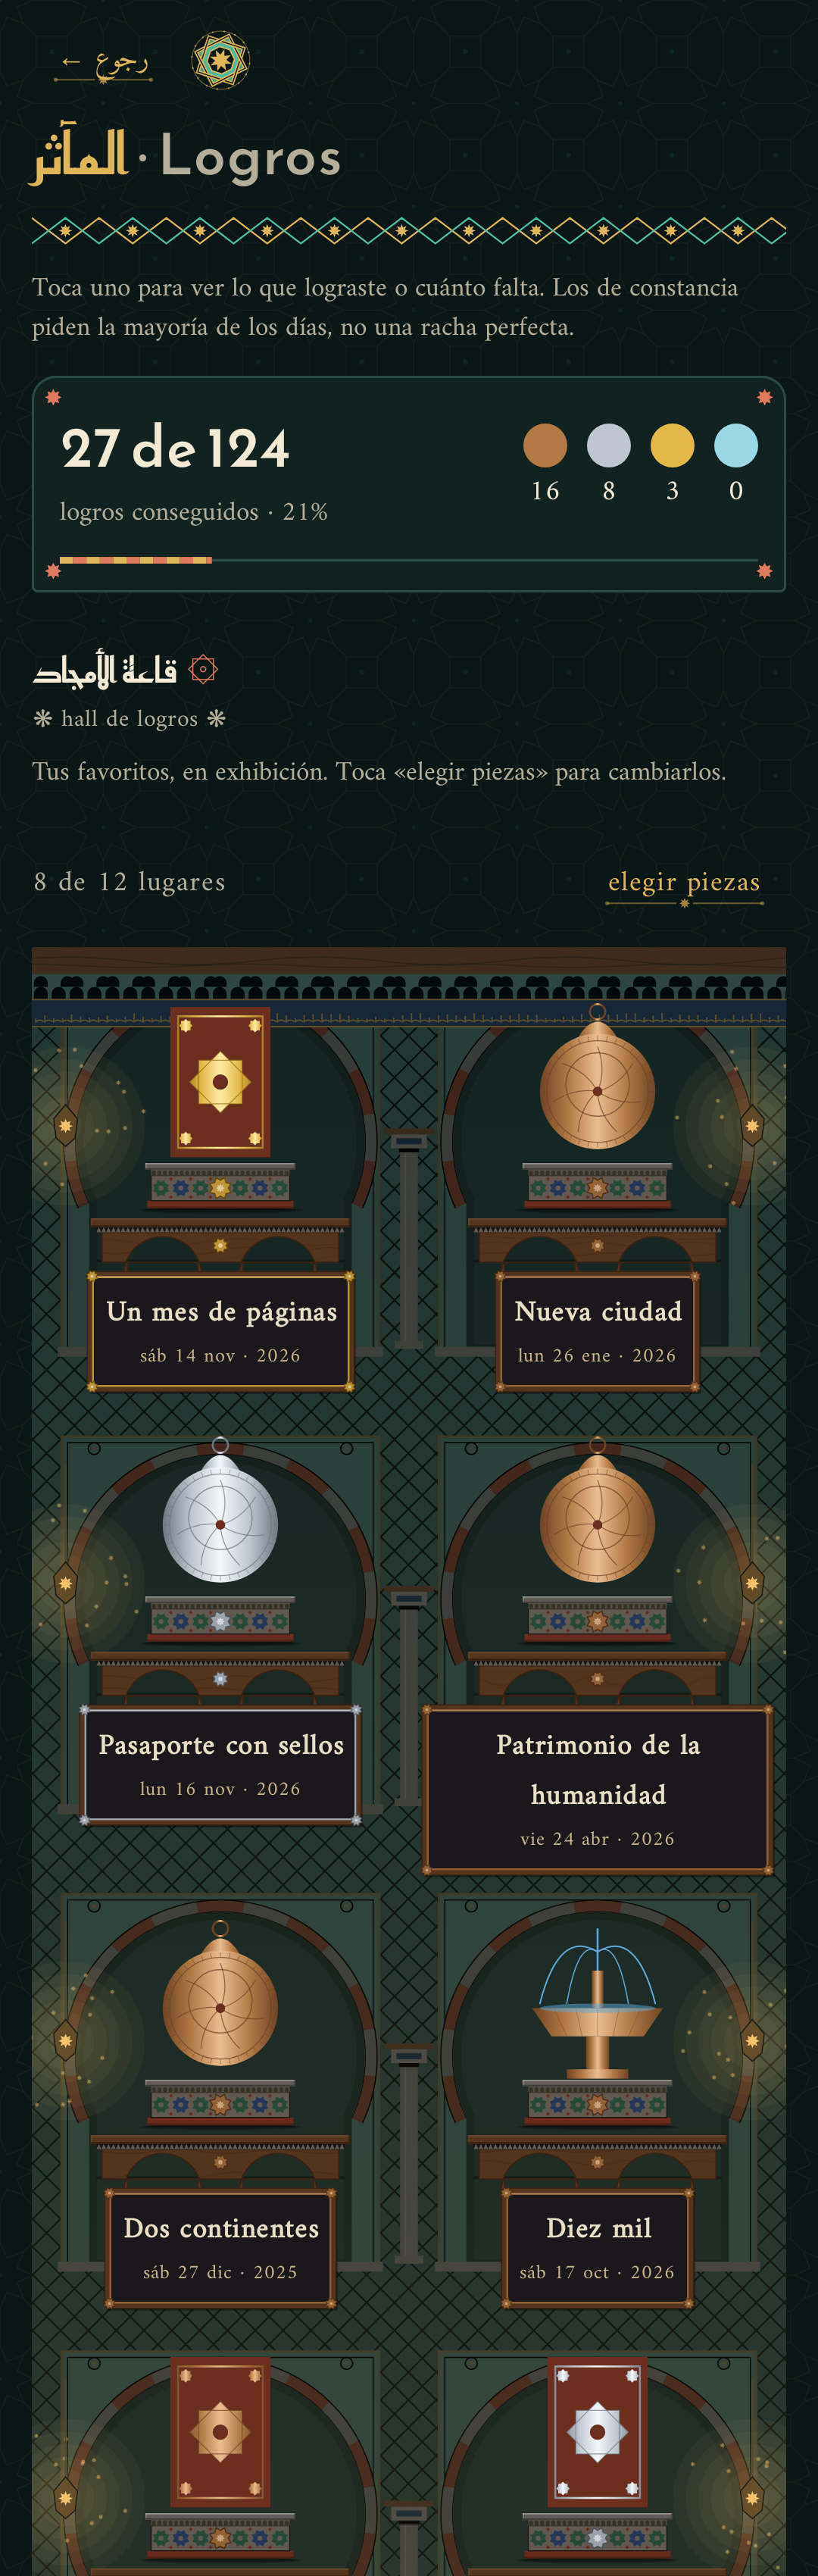 ← رجوع
المآثر · Logros
Toca uno para ver lo que lograste o cuánto falta. Los de constancia
piden la mayoría de los días, no una racha perfecta.
27 de 124
16 8 3 0
logros conseguidos · 21%
قاعة الأمجاد
❋ hall de logros ❋
Tus favoritos, en exhibición. Toca «elegir piezas» para cambiarlos.
8 de 12 lugares
elegir piezas
Un mes de páginas
sáb 14 nov · 2026
Nueva ciudad
lun 26 ene · 2026
Pasaporte con sellos
lun 16 nov · 2026
Patrimonio de la
humanidad
vie 24 abr · 2026
Dos continentes
sáb 27 dic · 2025
Diez mil
sáb 17 oct · 2026